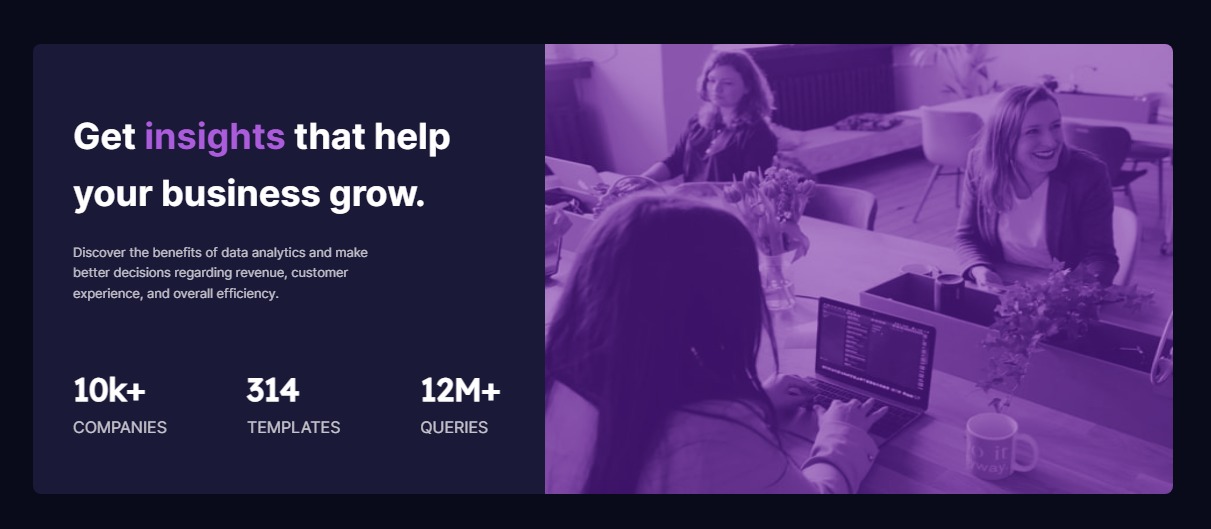 Get insights that help
your business grow.
Discover the benefits of data analytics and make
better decisions regarding revenue, customer
experience, and overall efficiency.
10k+ 314 12M+
COMPANIES TEMPLATES QUERIES